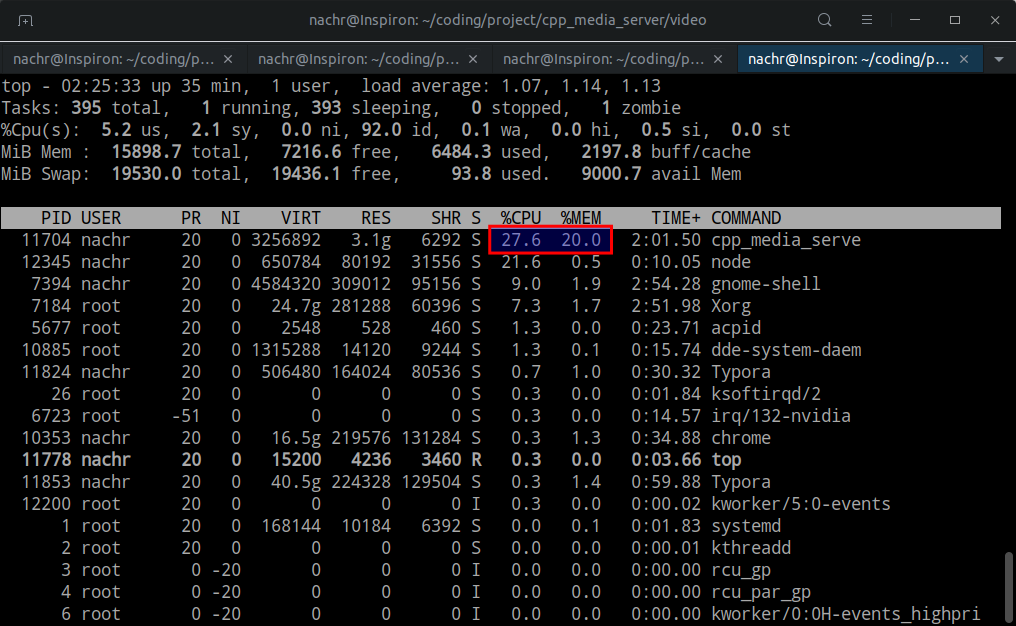 nachr@Inspiron: ~/coding/project/cpp_media_server/video
nachr@Inspiron: ~/coding/p... × nachr@Inspiron: ~/coding/p... × nachr@Inspiron: ~/coding/p... × nachr@Inspiron: ~/coding/p... ×
top - 02:25:33 up 35 min,  1 user,  load average: 1.07, 1.14, 1.13
Tasks: 395 total,   1 running, 393 sleeping,   0 stopped,   1 zombie
%Cpu(s):  5.2 us,  2.1 sy,  0.0 ni, 92.0 id,  0.1 wa,  0.0 hi,  0.5 si,  0.0 st
MiB Mem :  15898.7 total,   7216.6 free,   6484.3 used,   2197.8 buff/cache
MiB Swap:  19530.0 total,  19436.1 free,     93.8 used.   9000.7 avail Mem
PID USER      PR  NI    VIRT    RES    SHR S  %CPU  %MEM     TIME+ COMMAND
11704 nachr     20   0 3256892   3.1g   6292 S  27.6  20.0   2:01.50 cpp_media_serve
12345 nachr     20   0  650784  80192  31556 S  21.6   0.5   0:10.05 node
7394 nachr     20   0 4584320 309012  95156 S   9.0   1.9   2:54.28 gnome-shell
7184 root      20   0   24.7g 281288  60396 S   7.3   1.7   2:51.98 Xorg
5677 root      20   0    2548    528    460 S   1.3   0.0   0:23.71 acpid
10885 root      20   0 1315288  14120   9244 S   1.3   0.1   0:15.74 dde-system-daem
11824 nachr     20   0  506480 164024  80536 S   0.7   1.0   0:30.32 Typora
26 root      20   0       0      0      0 S   0.3   0.0   0:01.84 ksoftirqd/2
6723 root     -51   0       0      0      0 S   0.3   0.0   0:14.57 irq/132-nvidia
10353 nachr     20   0   16.5g 219576 131284 S   0.3   1.3   0:34.88 chrome
11778 nachr     20   0   15200   4236   3460 R   0.3   0.0   0:03.66 top
11853 nachr     20   0   40.5g 224328 129504 S   0.3   1.4   0:59.88 Typora
12200 root      20   0       0      0      0 I   0.3   0.0   0:00.02 kworker/5:0-events
1 root      20   0  168144  10184   6392 S   0.0   0.1   0:01.83 systemd
2 root      20   0       0      0      0 S   0.0   0.0   0:00.01 kthreadd
3 root       0 -20       0      0      0 I   0.0   0.0   0:00.00 rcu_gp
4 root       0 -20       0      0      0 I   0.0   0.0   0:00.00 rcu_par_gp
6 root       0 -20       0      0      0 I   0.0   0.0   0:00.00 kworker/0:0H-events_highpri